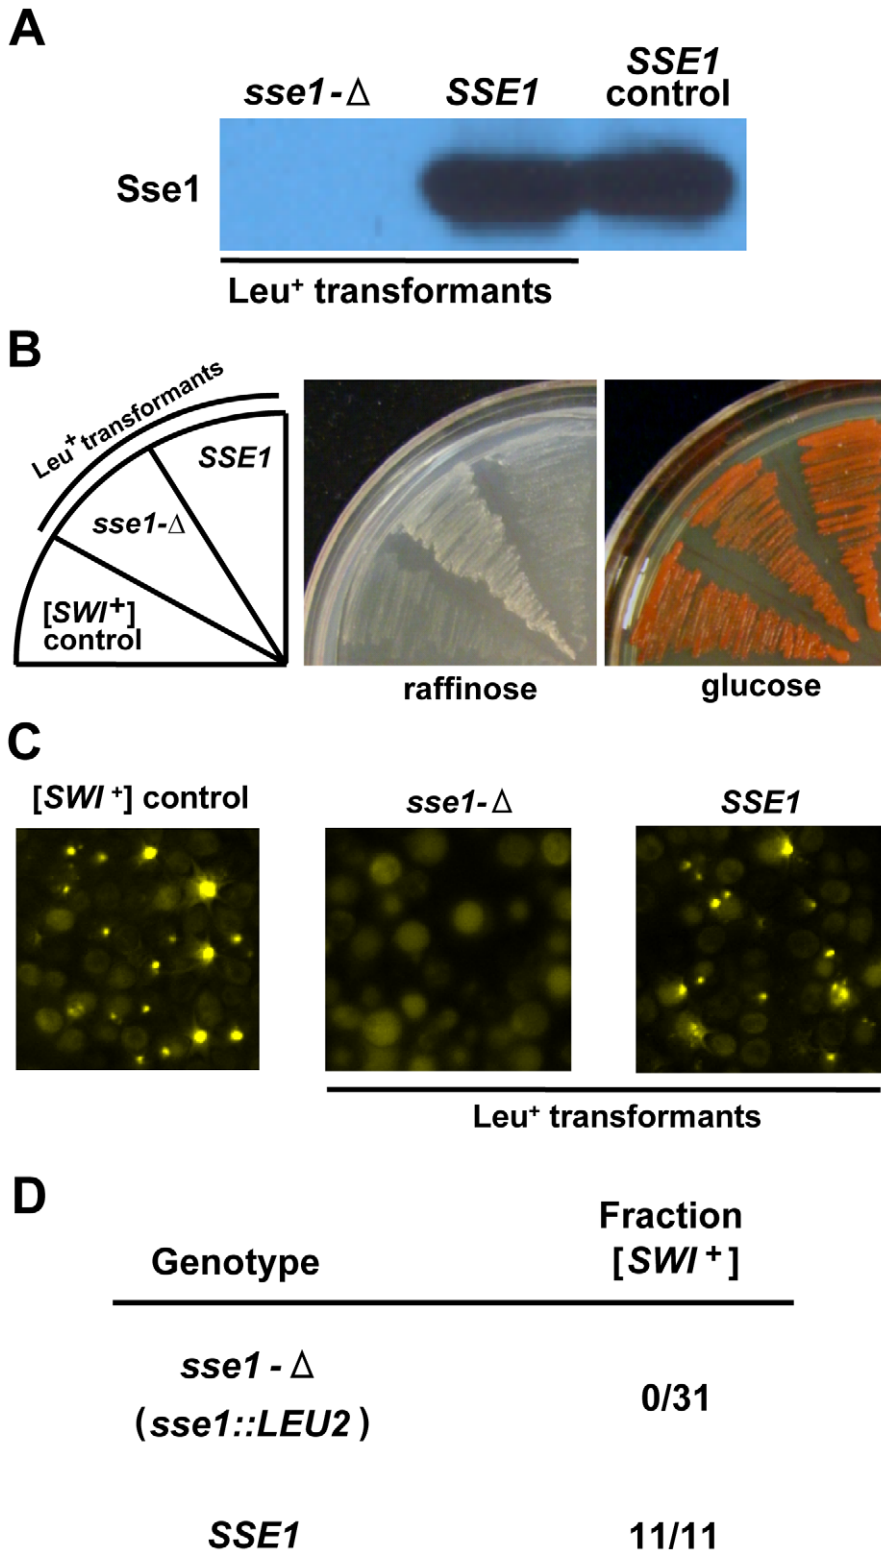 A
sse1-Δ SSE1 SSE1 control
Sse1
Leu⁺ transformants
B
Leu⁺ transformants
SSE1
sse1-Δ
[SWI⁺]
control
raffinose glucose
C
[SWI⁺] control sse1-Δ SSE1
Leu⁺ transformants
D
Genotype Fraction [SWI⁺]
sse1-Δ
(sse1::LEU2) 0/31
SSE1 11/11